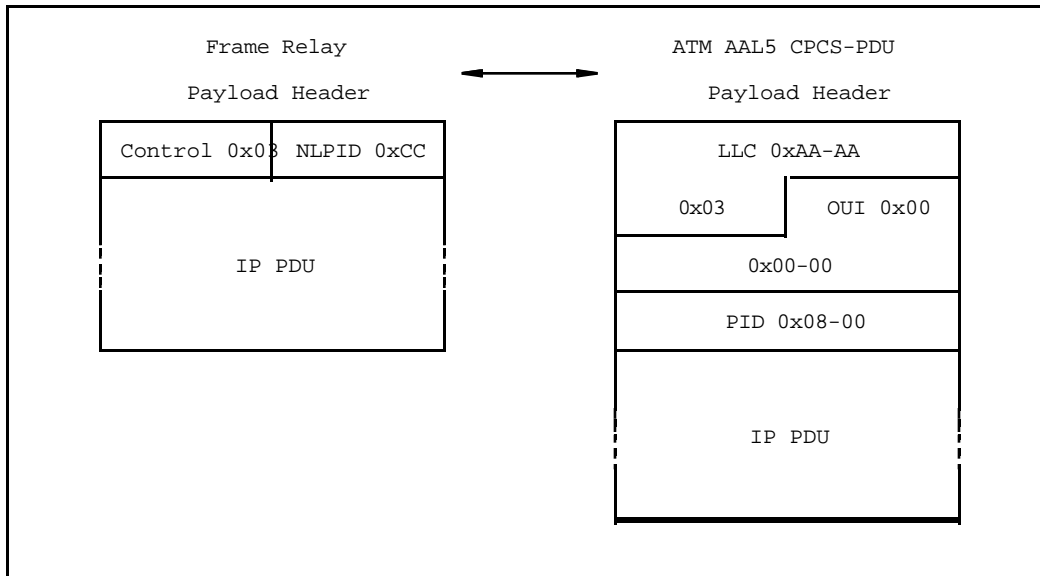 Frame Relay
Payload Header
Control 0x03 NLPID 0xCC
IP PDU
ATM AAL5 CPCS-PDU
Payload Header
LLC 0xAA-AA
0x03 OUI 0x00
0x00-00
PID 0x08-00
IP PDU